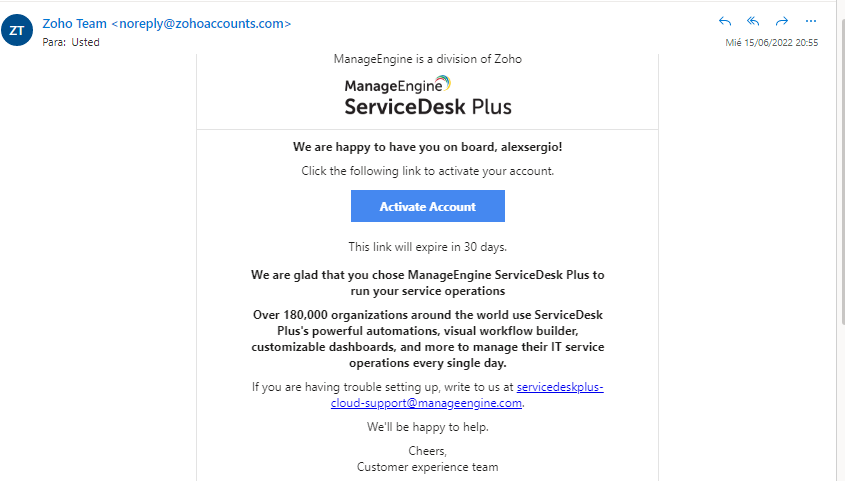 ZT
Zoho Team <noreply@zohoaccounts.com>
Para: Usted
Mié 15/06/2022 20:55
ManageEngine is a division of Zoho
ManageEngine
ServiceDesk Plus
We are happy to have you on board, alexsergio!
Click the following link to activate your account.
Activate Account
This link will expire in 30 days.
We are glad that you chose ManageEngine ServiceDesk Plus to
run your service operations
Over 180,000 organizations around the world use ServiceDesk
Plus's powerful automations, visual workflow builder,
customizable dashboards, and more to manage their IT service
operations every single day.
If you are having trouble setting up, write to us at servicedeskplus-
cloud-support@manageengine.com.
We'll be happy to help.
Cheers,
Customer experience team